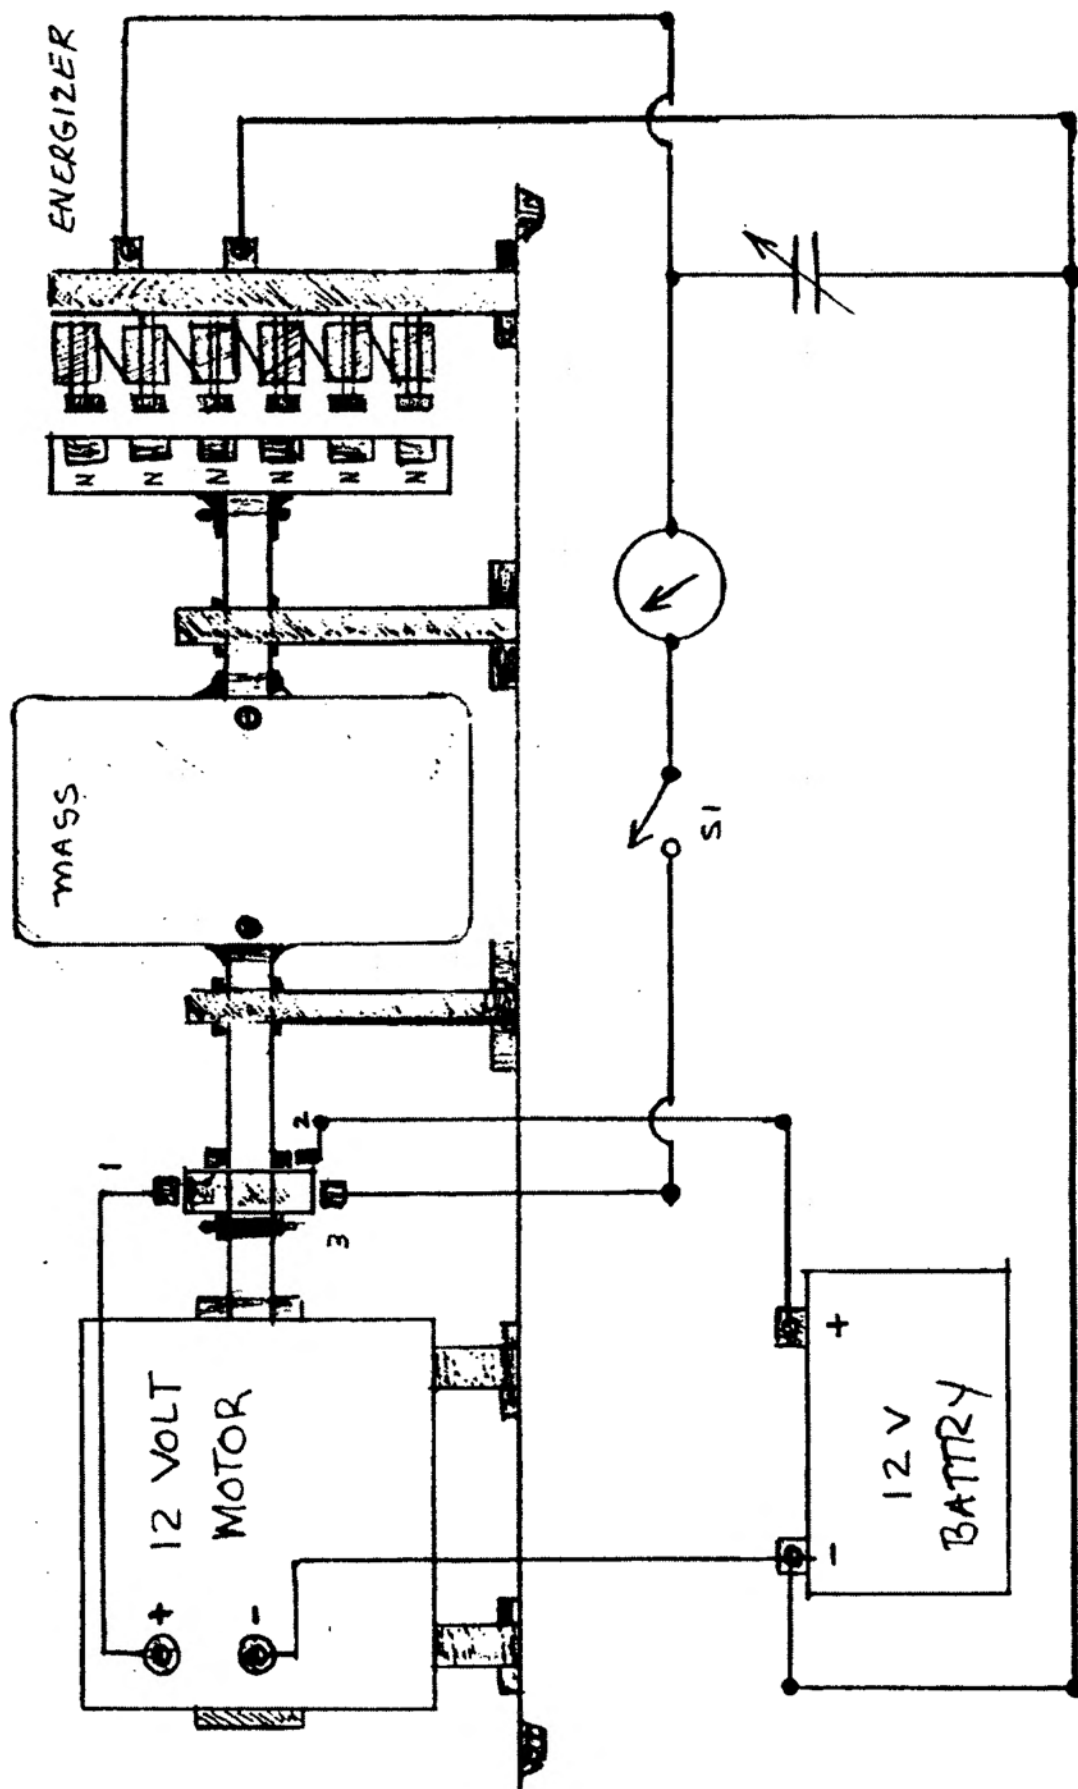 ENERGIZER
N N N N N N
MASS
1
2
3
S1
12 VOLT
MOTOR
+
-
+
-
12 V
BATTRY